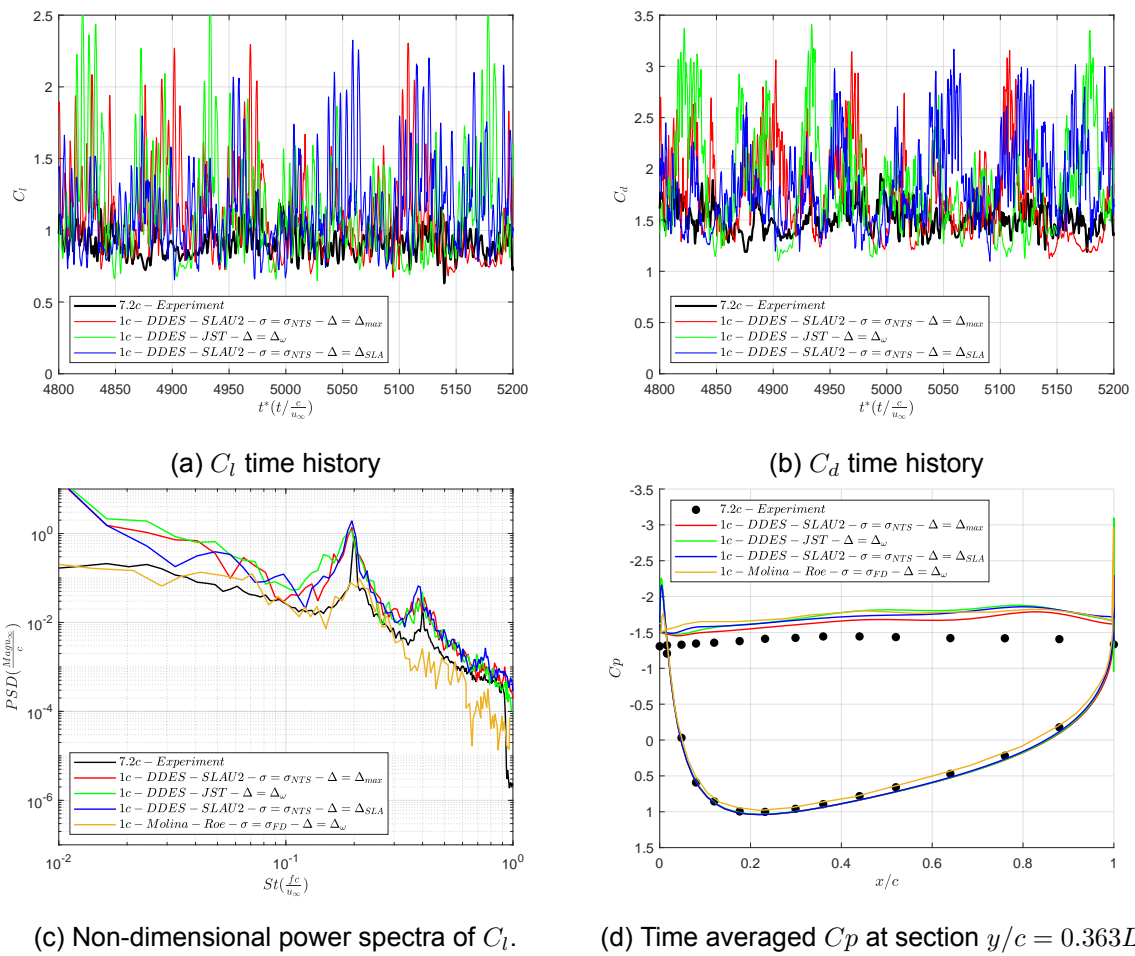 2.5
2
1.5
1
0.5
0
C_l
7.2c − Experiment
1c − DDES − SLAU2 − σ = σ_NTS − Δ = Δ_max
1c − DDES − JST − Δ = Δ_ω
1c − DDES − SLAU2 − σ = σ_NTS − Δ = Δ_SLA
4800 4850 4900 4950 5000 5050 5100 5150 5200
t*(t/ c/u_∞)
(a) C_l time history
3.5
3
2.5
2
1.5
1
0.5
0
C_d
7.2c − Experiment
1c − DDES − SLAU2 − σ = σ_NTS − Δ = Δ_max
1c − DDES − JST − Δ = Δ_ω
1c − DDES − SLAU2 − σ = σ_NTS − Δ = Δ_SLA
4800 4850 4900 4950 5000 5050 5100 5150 5200
t*(t/ c/u_∞)
(b) C_d time history
10^0
10^-2
10^-4
10^-6
PSD(Magu_∞/c)
7.2c − Experiment
1c − DDES − SLAU2 − σ = σ_NTS − Δ = Δ_max
1c − DDES − JST − Δ = Δ_ω
1c − DDES − SLAU2 − σ = σ_NTS − Δ = Δ_SLA
1c − Molina − Roe − σ = σ_FD − Δ = Δ_ω
10^-2 10^-1 10^0
St(fc/u_∞)
(c) Non-dimensional power spectra of C_l.
-3.5
-3
-2.5
-2
-1.5
-1
-0.5
0
0.5
1
1.5
Cp
7.2c − Experiment
1c − DDES − SLAU2 − σ = σ_NTS − Δ = Δ_max
1c − DDES − JST − Δ = Δ_ω
1c − DDES − SLAU2 − σ = σ_NTS − Δ = Δ_SLA
1c − Molina − Roe − σ = σ_FD − Δ = Δ_ω
0 0.2 0.4 0.6 0.8 1
x/c
(d) Time averaged Cp at section y/c = 0.363L